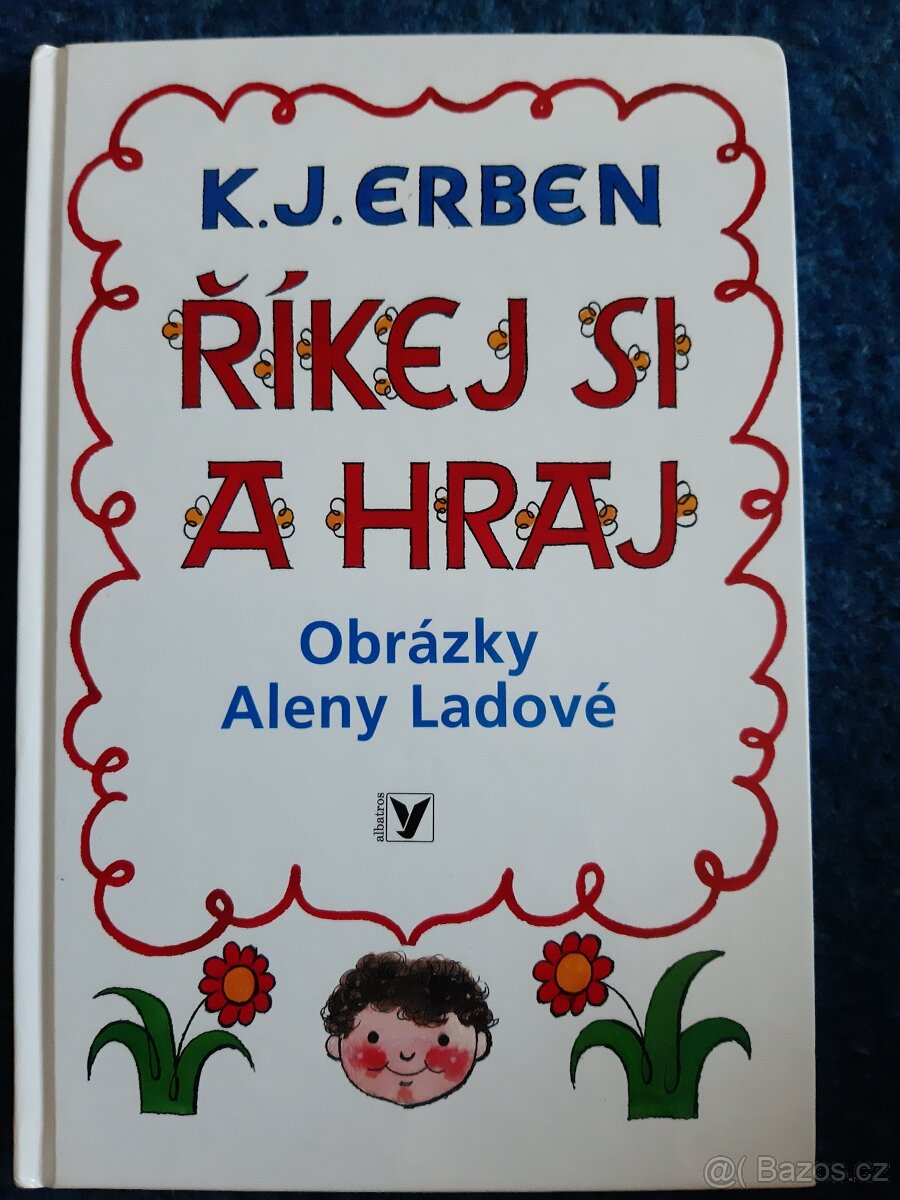 K.J.ERBEN
ŘÍKEJ SI
A HRAJ
Obrázky
Aleny Ladové
albatros
@( Bazos.cz